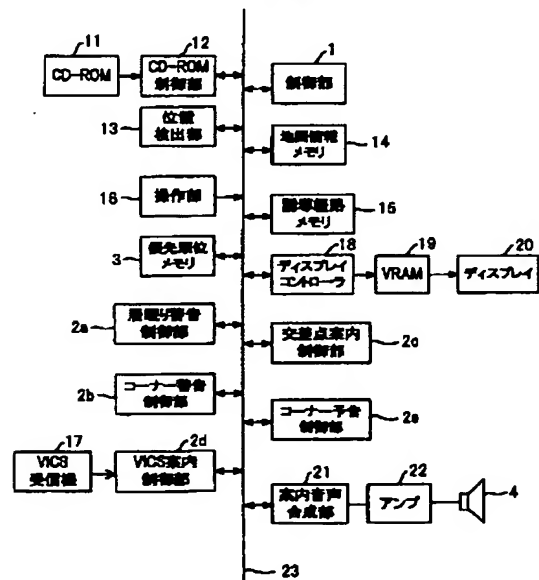 11
12
CD-ROM
CD-ROM
制御部
1
制御部
13
位置
検出部
地図情報
メモリ
14
16
操作部
誘導経路
メモリ
15
3
優先順位
メモリ
18
ディスプレイ
コントローラ
19
VRAM
20
ディスプレイ
2a
居眠り警告
制御部
交差点案内
制御部
2c
2b
コーナー警告
制御部
コーナー予告
制御部
2e
17
VICS
受信機
2d
VICS案内
制御部
21
案内音声
合成部
22
アンプ
4
23